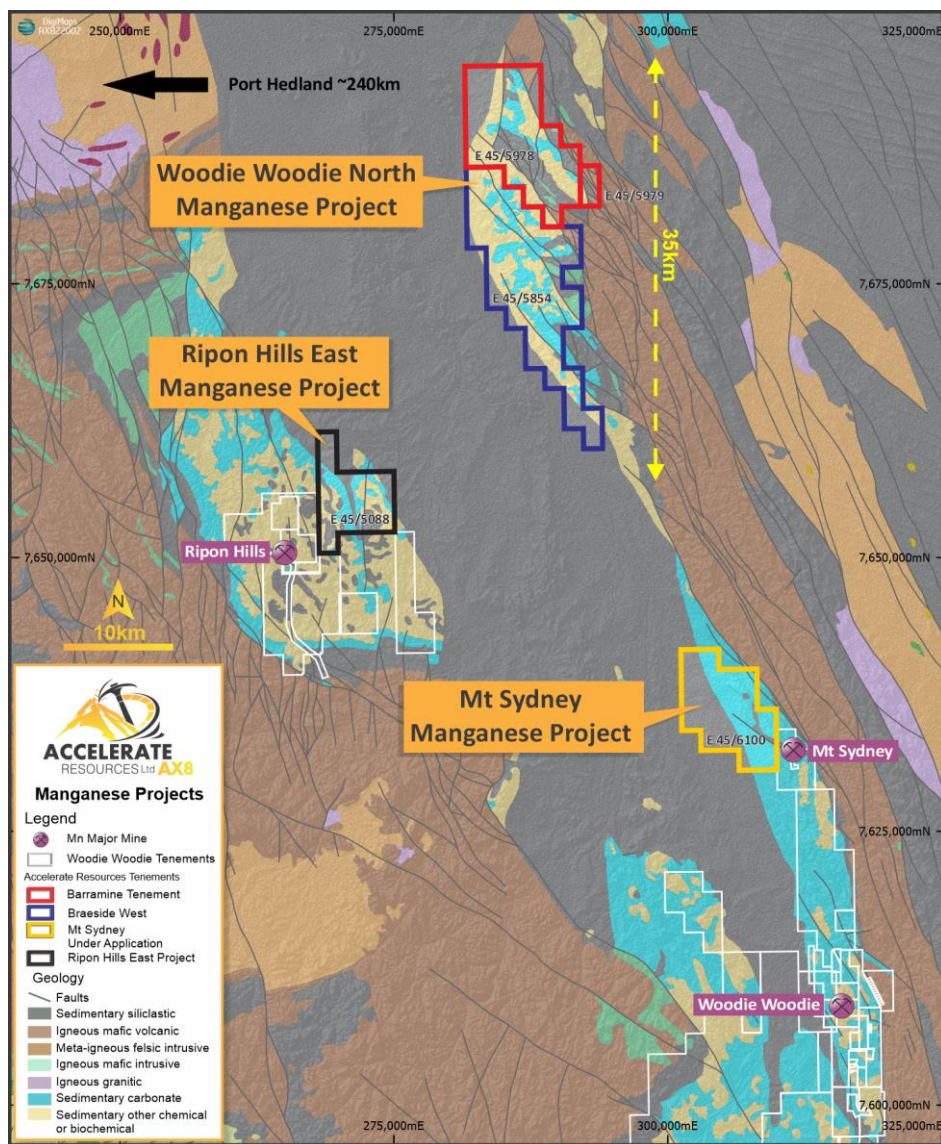 DigiMaps
AX822002
250,000mE
275,000mE
300,000mE
325,000mE
Port Hedland ~240km
E 45/5978
E 45/5979
Woodie Woodie North
Manganese Project
35km
7,675,000mN
7,675,000mN
E 45/5854
Ripon Hills East
Manganese Project
E 45/5088
Ripon Hills
7,650,000mN
7,650,000mN
N
10km
Mt Sydney
Manganese Project
E 45/6100
Mt Sydney
7,625,000mN
Woodie Woodie
7,600,000mN
275,000mE
300,000mE
325,000mE
ACCELERATE
RESOURCES Ltd AX8
Manganese Projects
Legend
Mn Major Mine
Woodie Woodie Tenements
Accelerate Resources Tenements
Barramine Tenement
Braeside West
Mt Sydney
Under Application
Ripon Hills East Project
Geology
Faults
Sedimentary siliclastic
Igneous mafic volcanic
Meta-igneous felsic intrusive
Igneous mafic intrusive
Igneous granitic
Sedimentary carbonate
Sedimentary other chemical
or biochemical